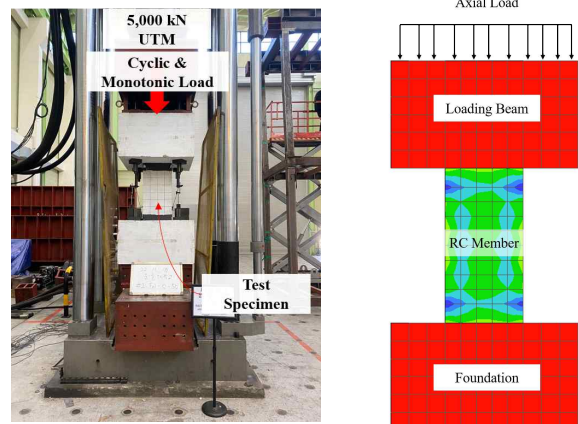 5,000 kN
UTM
Cyclic &
Monotonic Load
Test
Specimen
Axial Load
Loading Beam
RC Member
Foundation